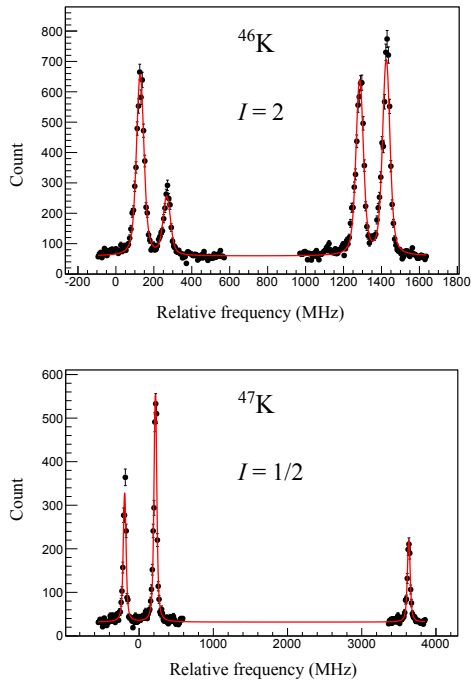 ⁴⁶K
I = 2
800
700
600
500
400
300
200
100
0
Count
-200 0 200 400 600 800 1000 1200 1400 1600 1800
Relative frequency (MHz)
⁴⁷K
I = 1/2
600
500
400
300
200
100
0
Count
0 1000 2000 3000 4000
Relative frequency (MHz)